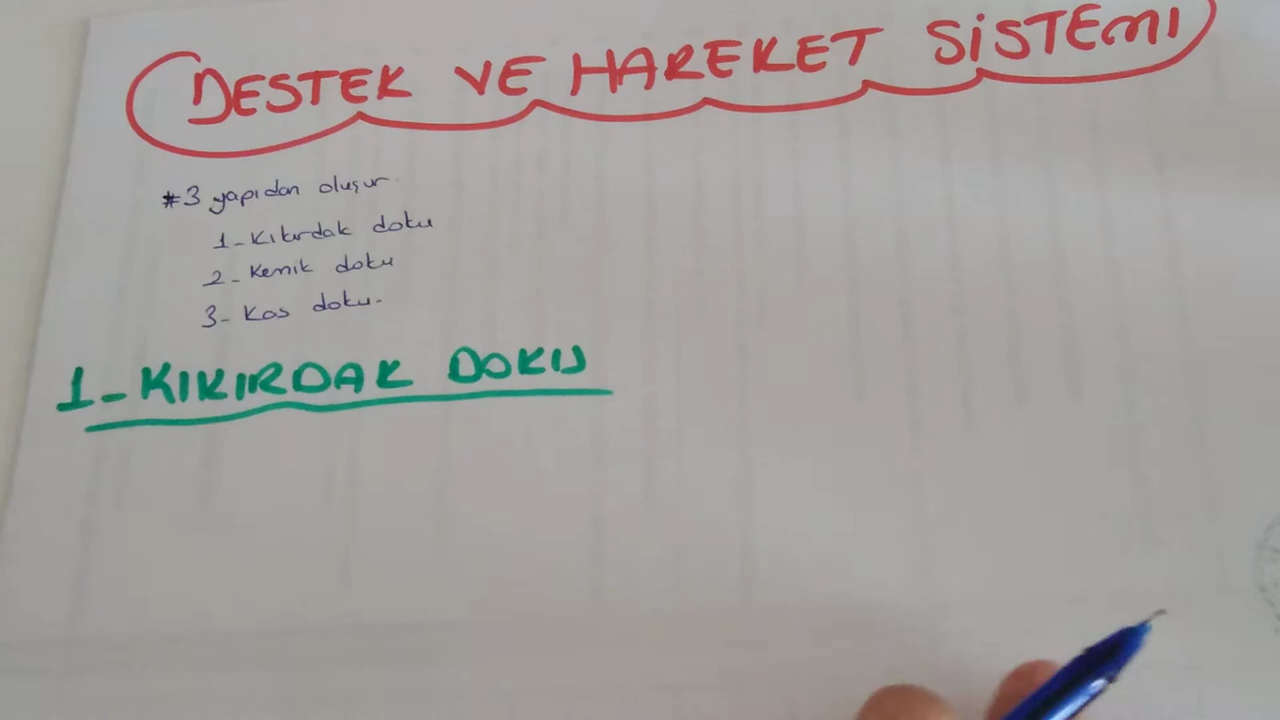 DESTEK VE HAREKET SİSTEMİ
*3 yapıdan oluşur.
1-Kıkırdak doku
2-Kemik doku
3-Kas doku.
1-KIKIRDAK DOKU